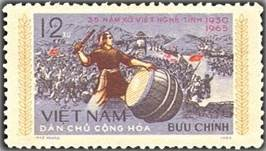 35 NĂM XÔ VIẾT NGHỆ TĨNH 1930
1965
12 XU
VIỆT NAM
DÂN CHỦ CỘNG HÒA
BƯU CHÍNH